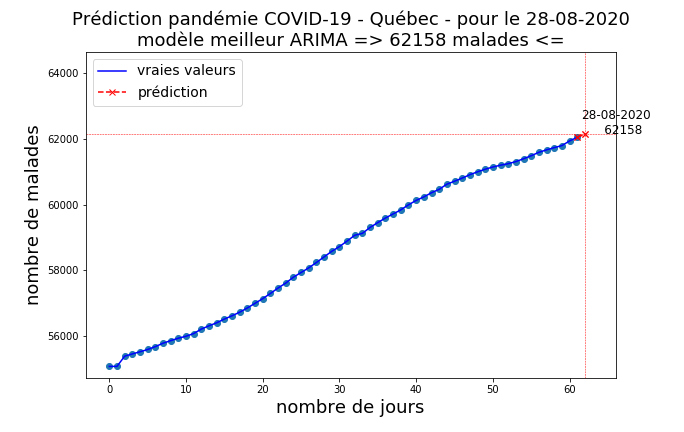 Prédiction pandémie COVID-19 - Québec - pour le 28-08-2020
modèle meilleur ARIMA => 62158 malades <=
vraies valeurs
prédiction
28-08-2020
62158
nombre de malades
64000
62000
60000
58000
56000
0 10 20 30 40 50 60
nombre de jours